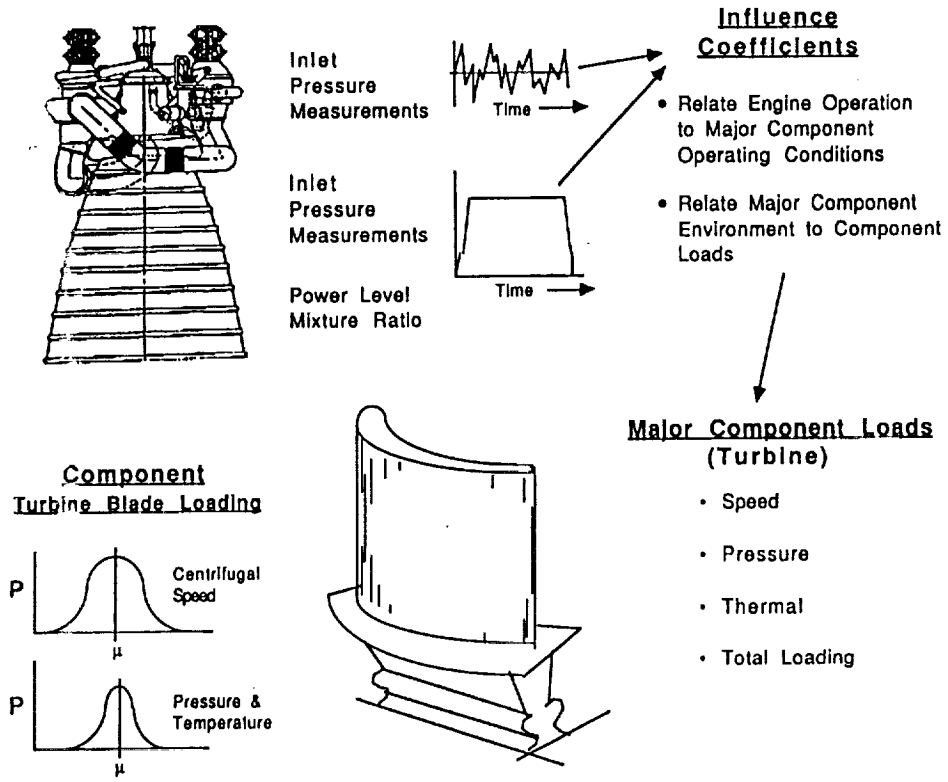 Inlet
Pressure
Measurements
Time
Inlet
Pressure
Measurements
Time
Power Level
Mixture Ratio
Influence
Coefficients
• Relate Engine Operation
to Major Component
Operating Conditions
• Relate Major Component
Environment to Component
Loads
Major Component Loads
(Turbine)
• Speed
• Pressure
• Thermal
• Total Loading
Component
Turbine Blade Loading
P
Centrifugal
Speed
μ
P
Pressure &
Temperature
μ